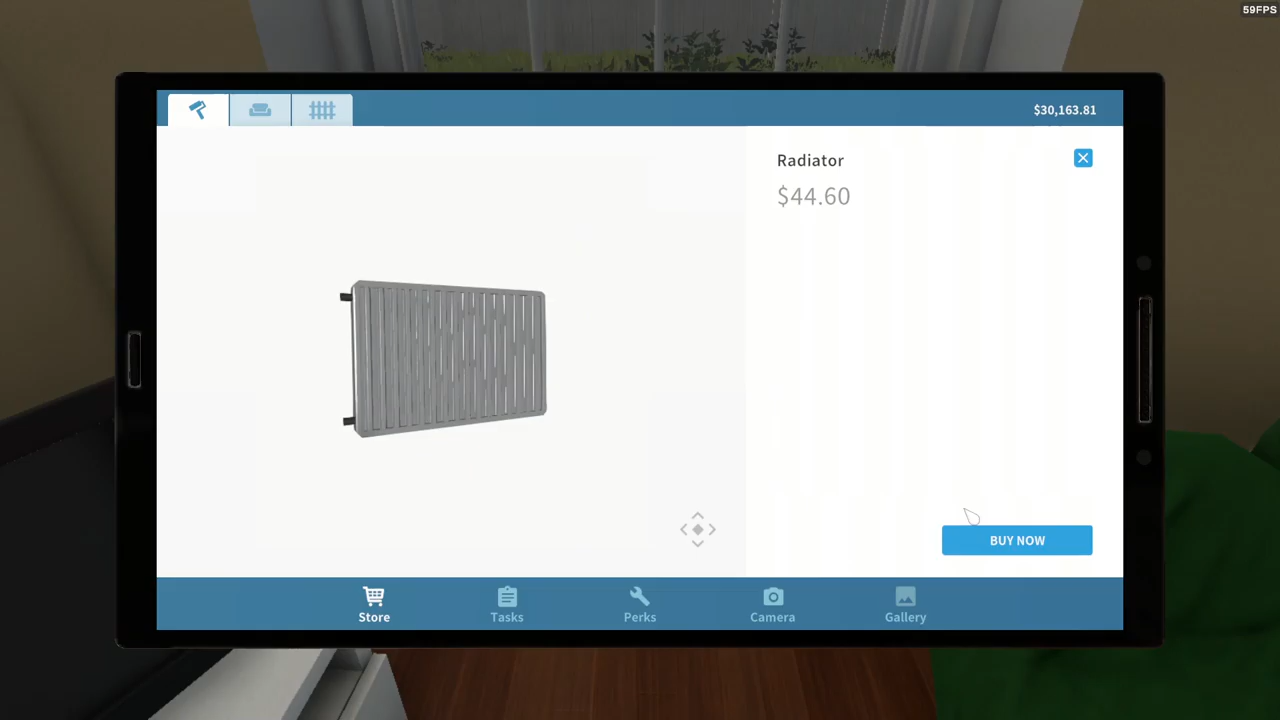 59FPS
$30,163.81
Radiator
$44.60
BUY NOW
Store
Tasks
Perks
Camera
Gallery